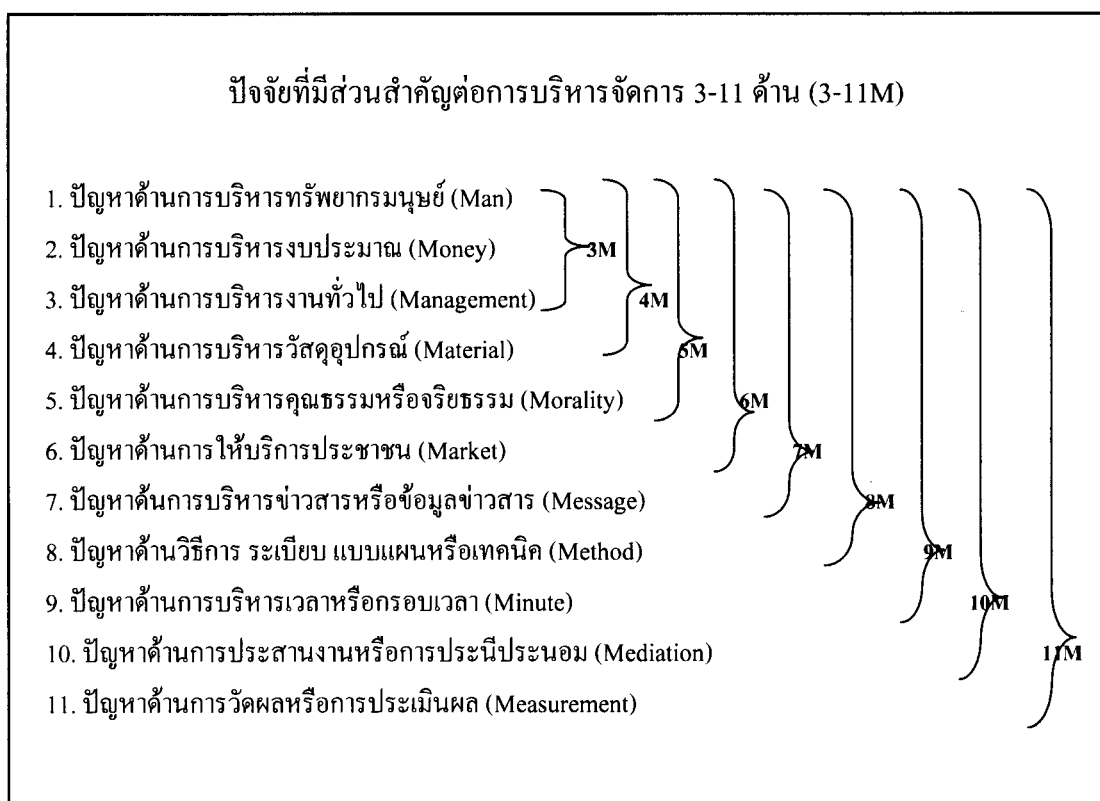 ปัจจัยที่มีส่วนสำคัญต่อการบริหารจัดการ 3-11 ด้าน (3-11M)
1. ปัญหาด้านการบริหารทรัพยากรมนุษย์ (Man)
2. ปัญหาด้านการบริหารงบประมาณ (Money)
3. ปัญหาด้านการบริหารงานทั่วไป (Management)
4. ปัญหาด้านการบริหารวัสดุอุปกรณ์ (Material)
5. ปัญหาด้านการบริหารคุณธรรมหรือจริยธรรม (Morality)
6. ปัญหาด้านการให้บริการประชาชน (Market)
7. ปัญหาด้นการบริหารข่าวสารหรือข้อมูลข่าวสาร (Message)
8. ปัญหาด้านวิธีการ ระเบียบ แบบแผนหรือเทคนิค (Method)
9. ปัญหาด้านการบริหารเวลาหรือกรอบเวลา (Minute)
10. ปัญหาด้านการประสานงานหรือการประนีประนอม (Mediation)
11. ปัญหาด้านการวัดผลหรือการประเมินผล (Measurement)
3M
4M
5M
6M
7M
8M
9M
10M
11M